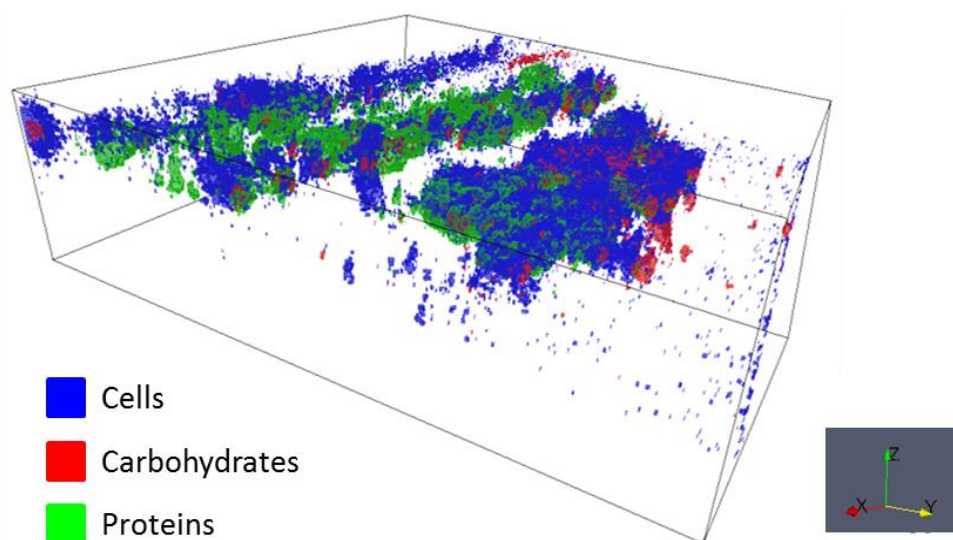 Cells
Carbohydrates
Proteins
Z
X
Y